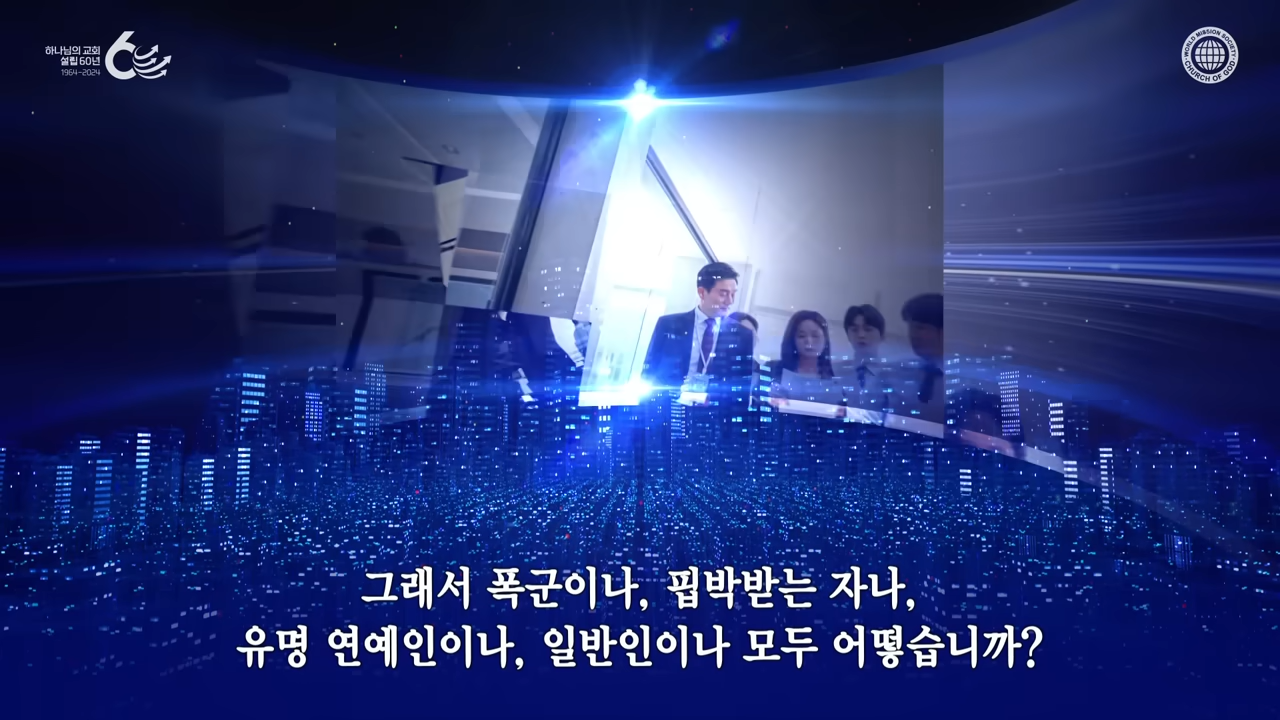 하나님의 교회
설립 60년
1964-2024
60
WORLD MISSION SOCIETY
CHURCH OF GOD
그래서 폭군이나, 핍박받는 자나,
유명 연예인이나, 일반인이나 모두 어떻습니까?